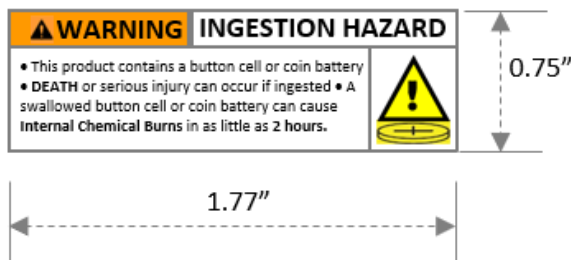 WARNING INGESTION HAZARD
• This product contains a button cell or coin battery
• DEATH or serious injury can occur if ingested • A
swallowed button cell or coin battery can cause
Internal Chemical Burns in as little as 2 hours.
0.75”
1.77”